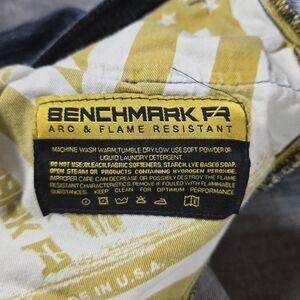 BENCHMARK FR
ARC & FLAME RESISTANT
MACHINE WASH WARM, TUMBLE DRY LOW. USE SOFT POWDER OR
LIQUID LAUNDRY DETERGENT.
DO NOT USE: BLEACH, FABRIC SOFTENERS, STARCH, LYE BASED SOAP,
OPEN STEAM OR PRODUCTS CONTAINING HYDROGEN PEROXIDE.
IMPROPER CARE CAN DECREASE OR POSSIBLY DESTROY THE FLAME
RESISTANT CHARACTERISTICS. REMOVE IF FOULED WITH FLAMMABLE
SUBSTANCES. KEEP CLEAN FOR OPTIMUM PERFORMANCE
IN U.S.A.